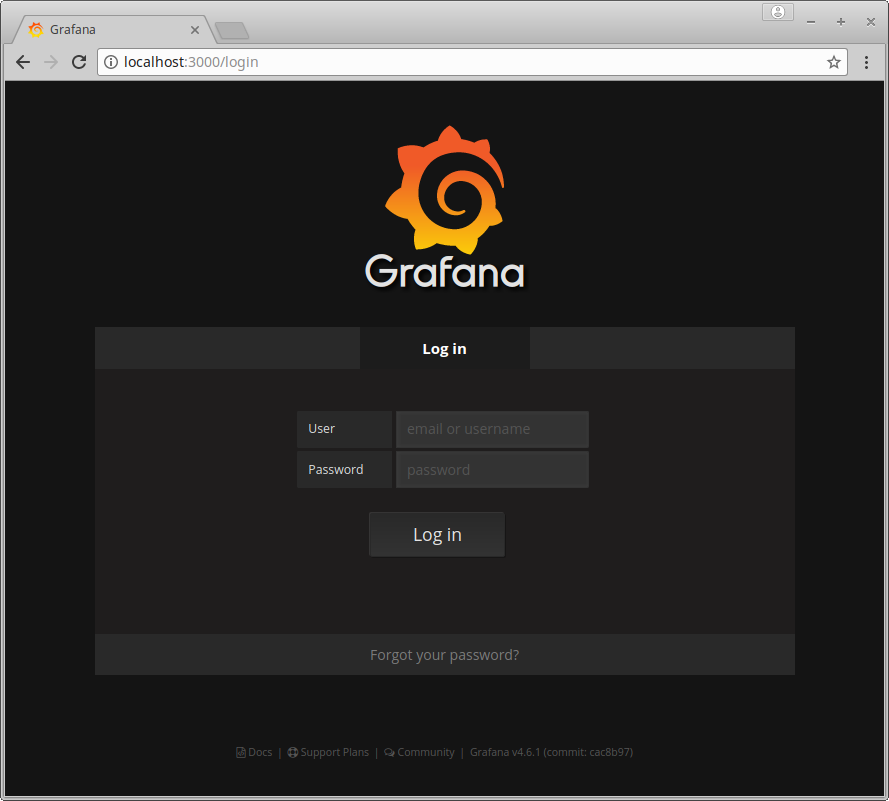 Grafana
localhost:3000/login
Grafana
Log in
User email or username
Password password
Log in
Forgot your password?
Docs | Support Plans | Community | Grafana v4.6.1 (commit: cac8b97)